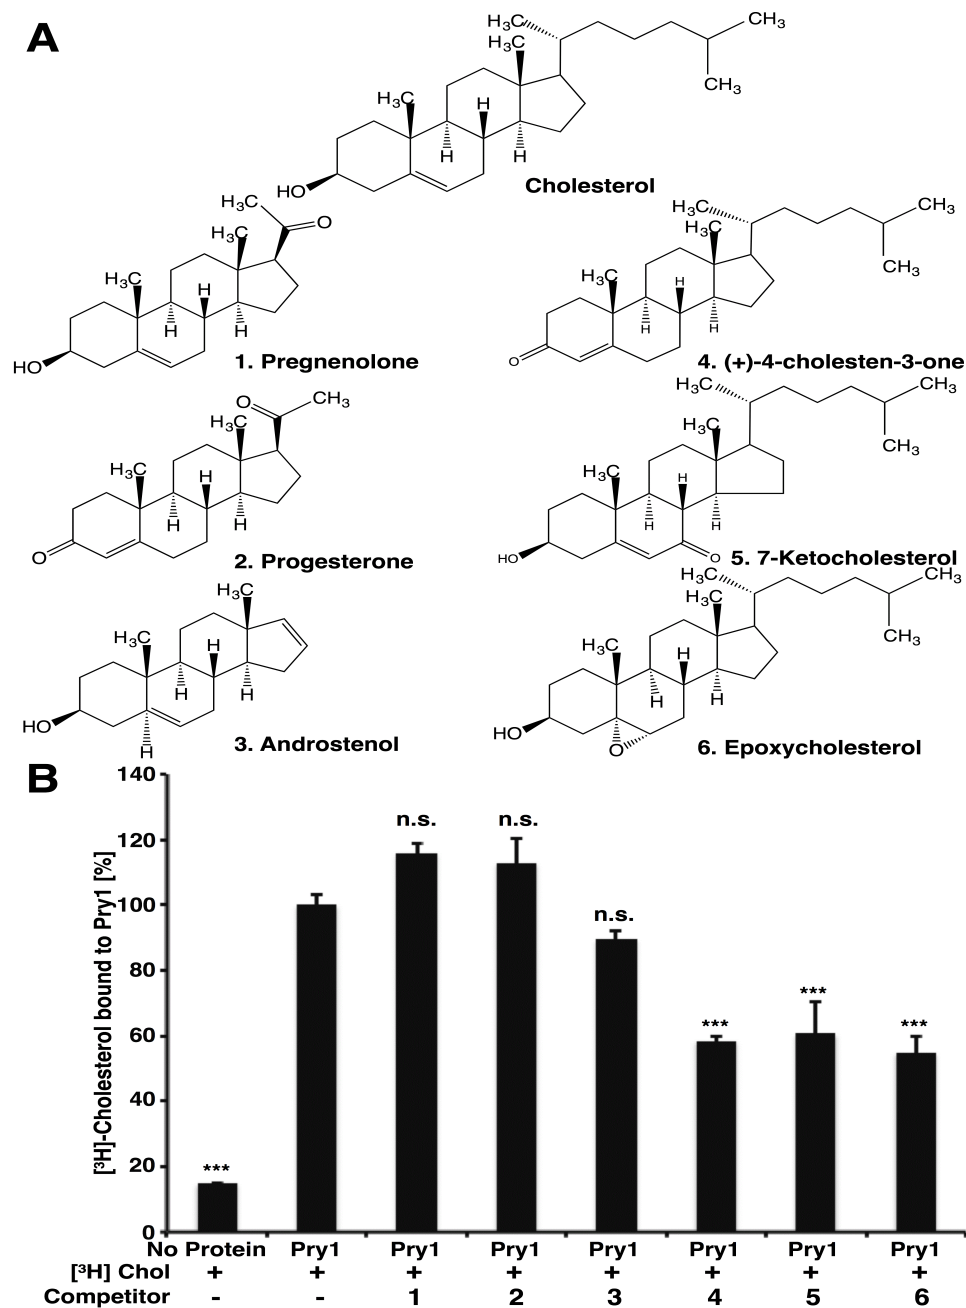 A
H₃C
CH₃
H₃C
CH₃
H₃C
H
H
H
HO
Cholesterol
H₃C
O
H₃C
H₃C
H
H
H
HO
1. Pregnenolone
H₃C
CH₃
H₃C
CH₃
H₃C
H
H
H
O
4. (+)-4-cholesten-3-one
O
CH₃
H₃C
H₃C
H
H
H
O
2. Progesterone
H₃C
CH₃
H₃C
CH₃
H₃C
H
H
H
HO
O
5. 7-Ketocholesterol
H₃C
H₃C
H
H
H
HO
H
3. Androstenol
H₃C
CH₃
H₃C
CH₃
H₃C
H
H
H
HO
O
6. Epoxycholesterol
B
[³H]-Cholesterol bound to Pry1 [%]
140
120
100
80
60
40
20
0
***
n.s.
n.s.
n.s.
***
***
***
No Protein Pry1 Pry1 Pry1 Pry1 Pry1 Pry1 Pry1
[³H] Chol + + + + + + + +
Competitor - - 1 2 3 4 5 6